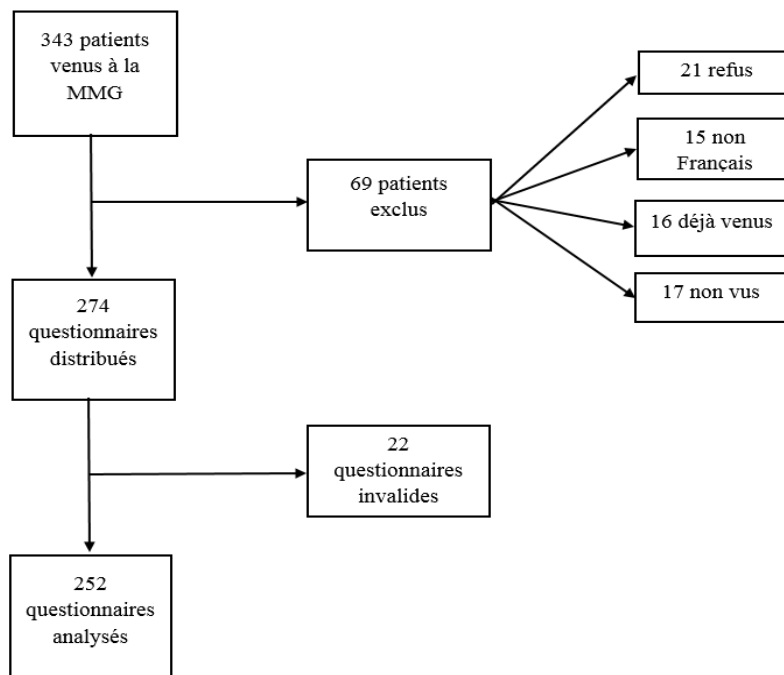 343 patients
venus à la
MMG
21 refus
15 non
Français
69 patients
exclus
16 déjà venus
17 non vus
274
questionnaires
distribués
22
questionnaires
invalides
252
questionnaires
analysés